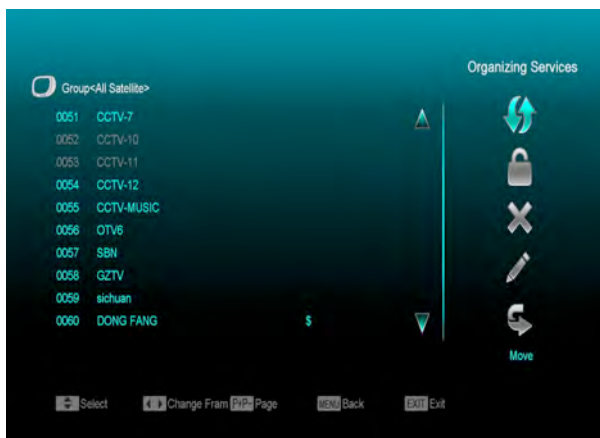 Organizing Services
Group<All Satellite>
0051 CCTV-7
0052 CCTV-10
0053 CCTV-11
0054 CCTV-12
0055 CCTV-MUSIC
0056 OTV6
0057 SBN
0058 GZTV
0059 sichuan
0060 DONG FANG $
Move
Select Change Fram P+P- Page MENU Back EXIT Exit